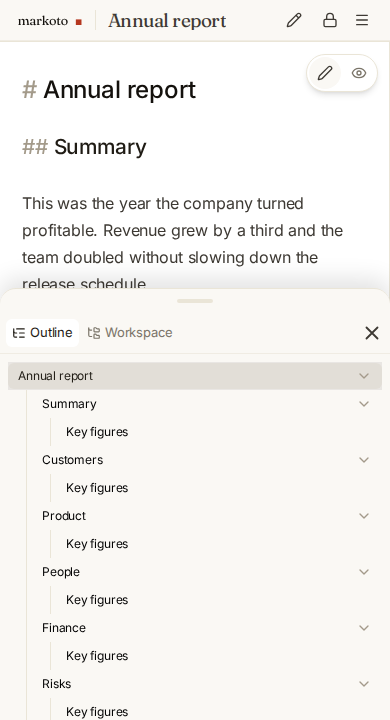 markoto
Annual report
# Annual report
## Summary
This was the year the company turned
profitable. Revenue grew by a third and the
team doubled without slowing down the
release schedule
Outline
Workspace
Annual report
Summary
Key figures
Customers
Key figures
Product
Key figures
People
Key figures
Finance
Key figures
Risks
Key figures